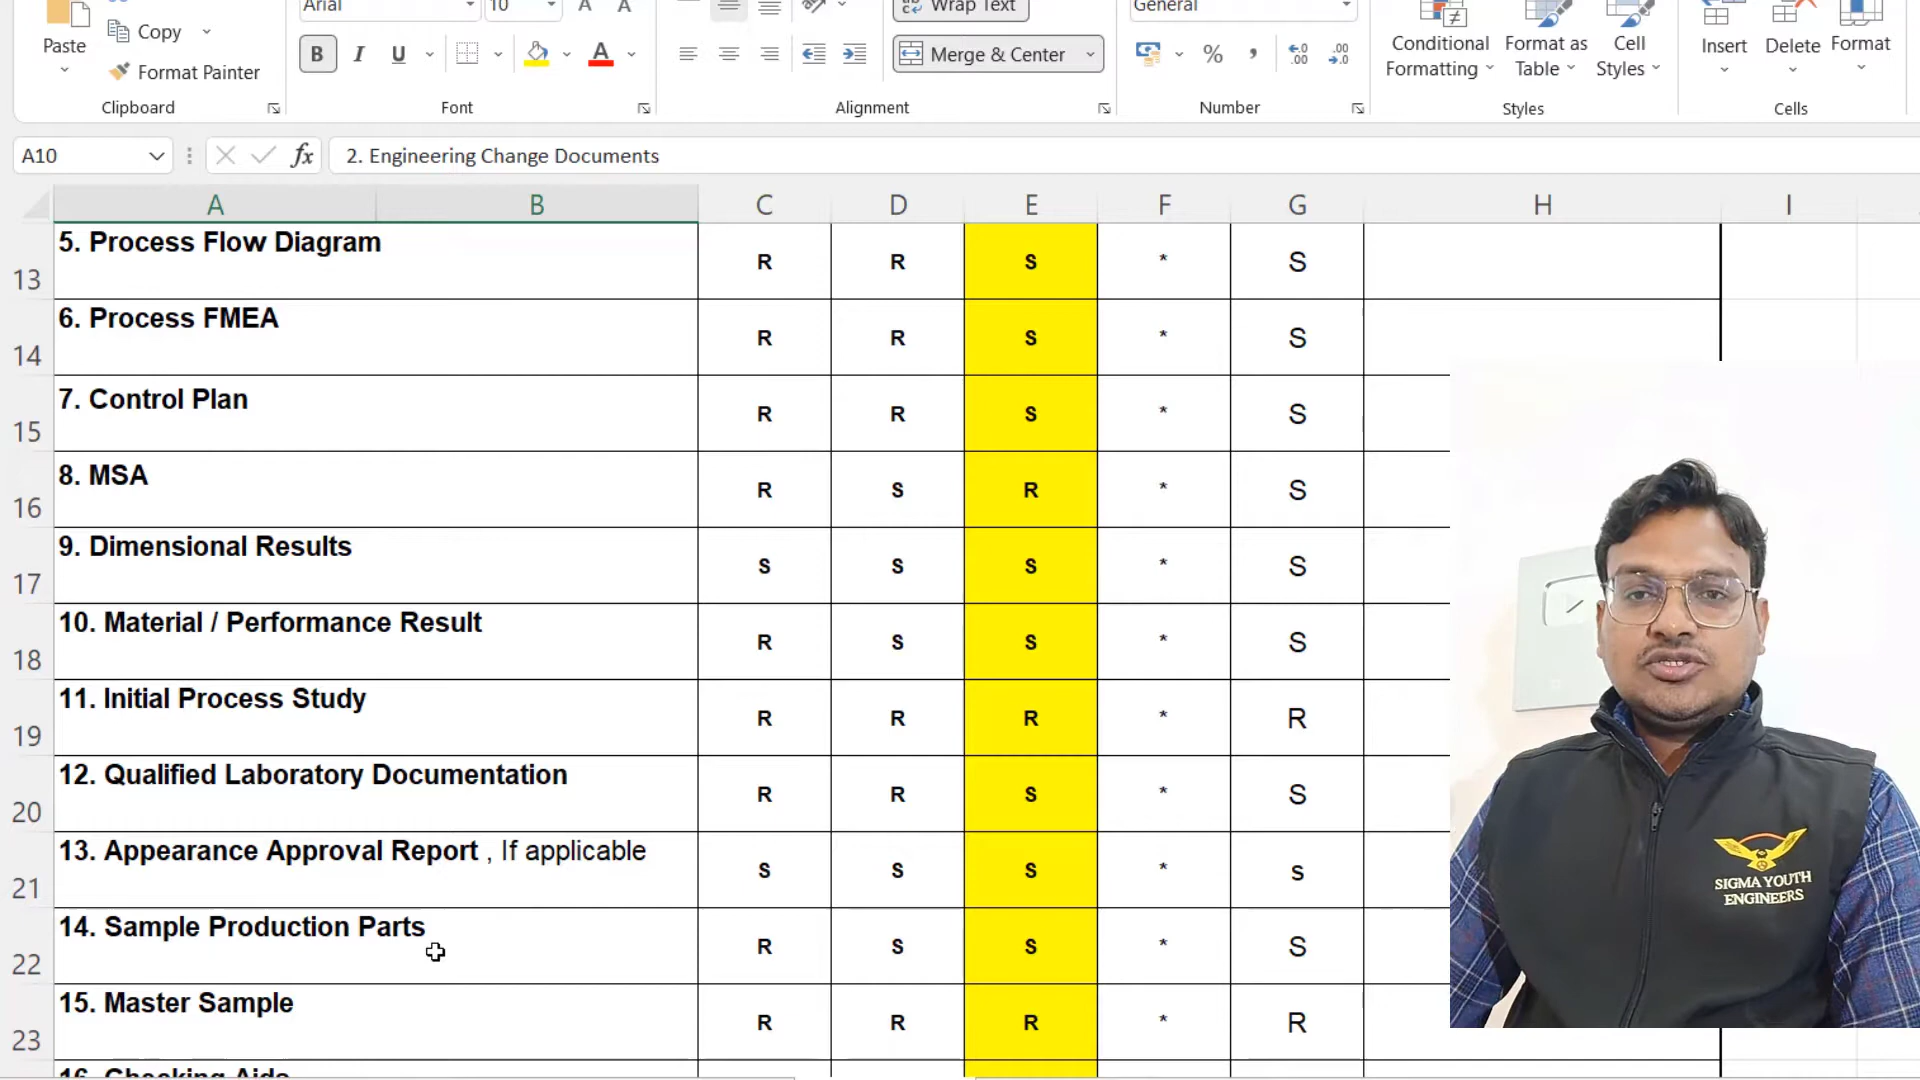 Arial
10
Wrap Text
General
Paste
Copy
Format Painter
B I U A
Merge & Center
%
,
Conditional Formatting
Format as Table
Cell Styles
Insert
Delete
Format
Clipboard
Font
Alignment
Number
Styles
Cells
A10
fx
2. Engineering Change Documents
A B C D E F G H I
13 5. Process Flow Diagram R R S * S
14 6. Process FMEA R R S * S
15 7. Control Plan R R S * S
16 8. MSA R S R * S
17 9. Dimensional Results S S S * S
18 10. Material / Performance Result R S S * S
19 11. Initial Process Study R R R * R
20 12. Qualified Laboratory Documentation R R S * S
21 13. Appearance Approval Report , If applicable S S S * s
22 14. Sample Production Parts R S S * S
23 15. Master Sample R R R * R
16. Checking Aids
SIGMA YOUTH
ENGINEERS